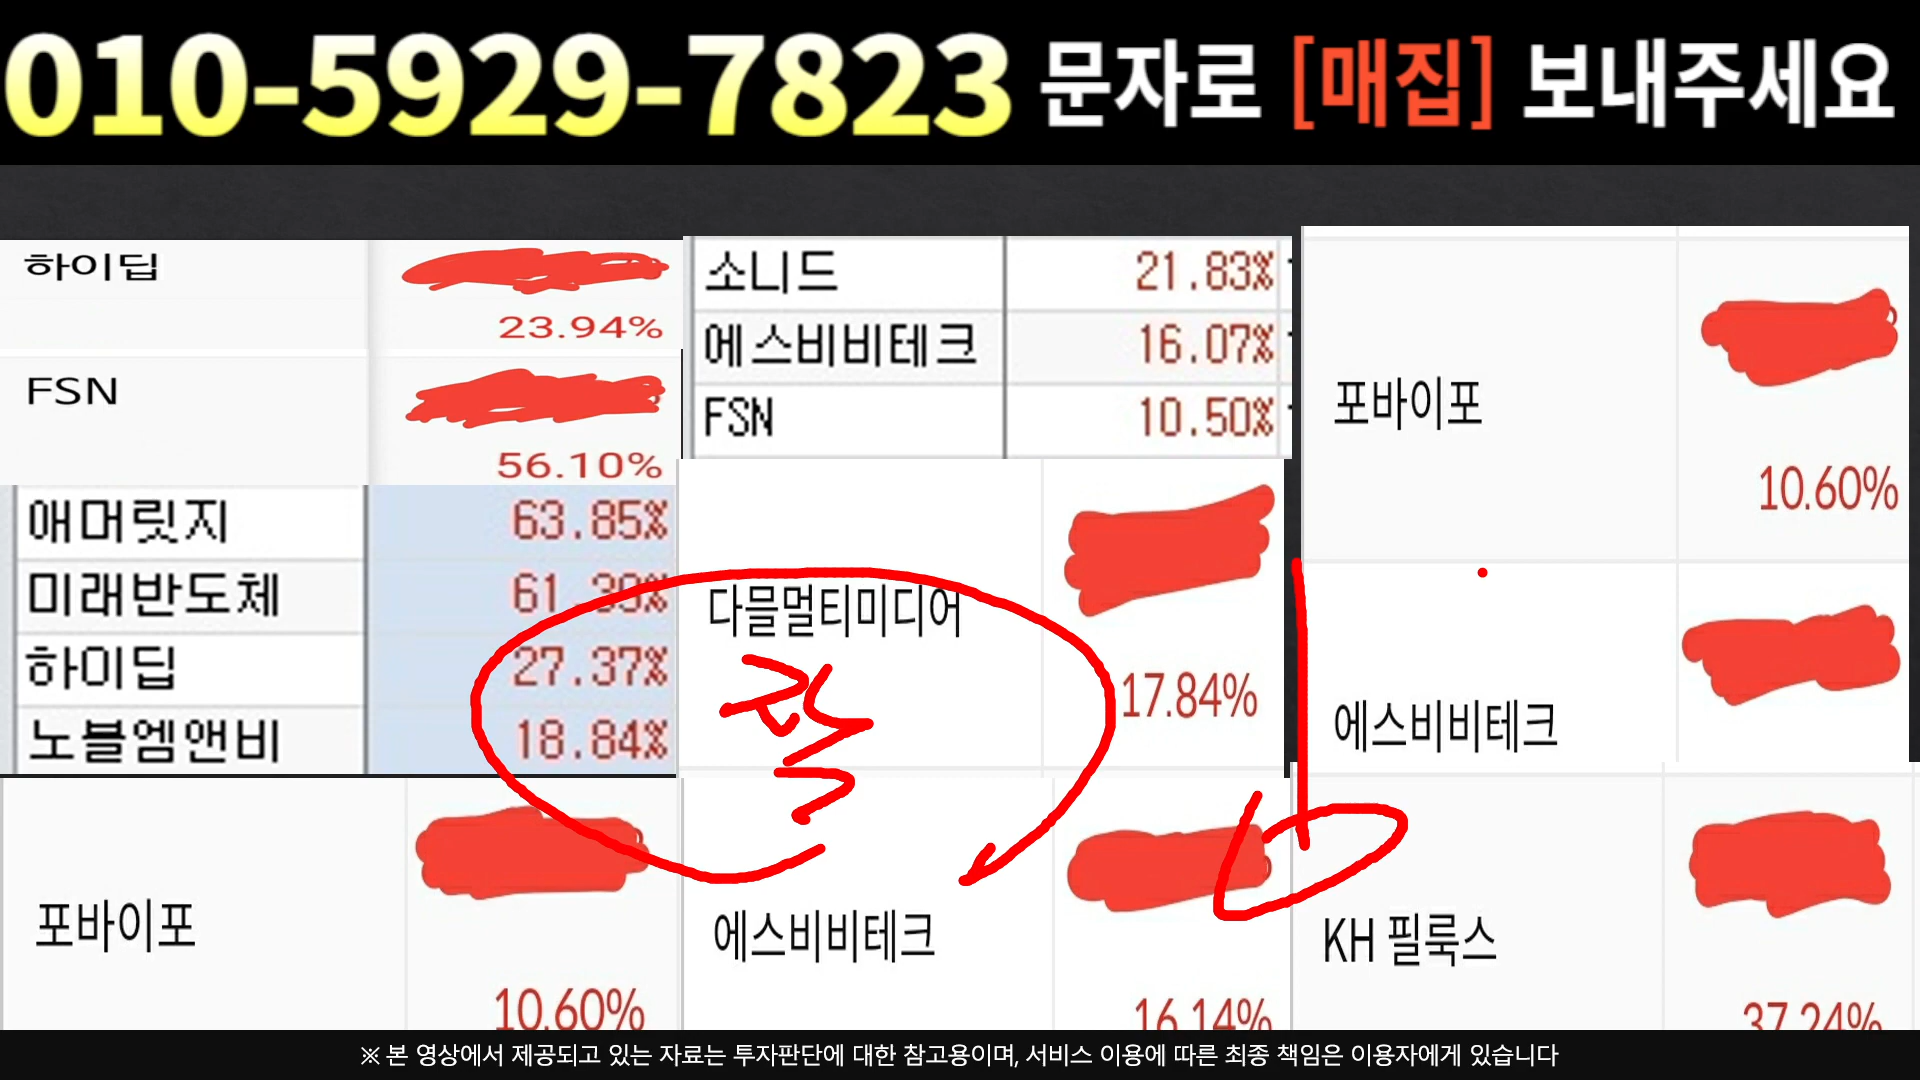 010-5929-7823 문자로 [매집] 보내주세요
하이딥
23.94%
FSN
56.10%
애머릿지 63.85%
미래반도체 61.39%
하이딥 27.37%
노블엠앤비 18.84%
소니드 21.83%
에스비비테크 16.07%
FSN 10.50%
다믈멀티미디어
17.84%
포바이포
10.60%
에스비비테크
포바이포
10.60%
에스비비테크
16.14%
KH 필룩스
37.24%
※ 본 영상에서 제공되고 있는 자료는 투자판단에 대한 참고용이며, 서비스 이용에 따른 최종 책임은 이용자에게 있습니다